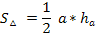 S△ = 1/2 a*hₐ